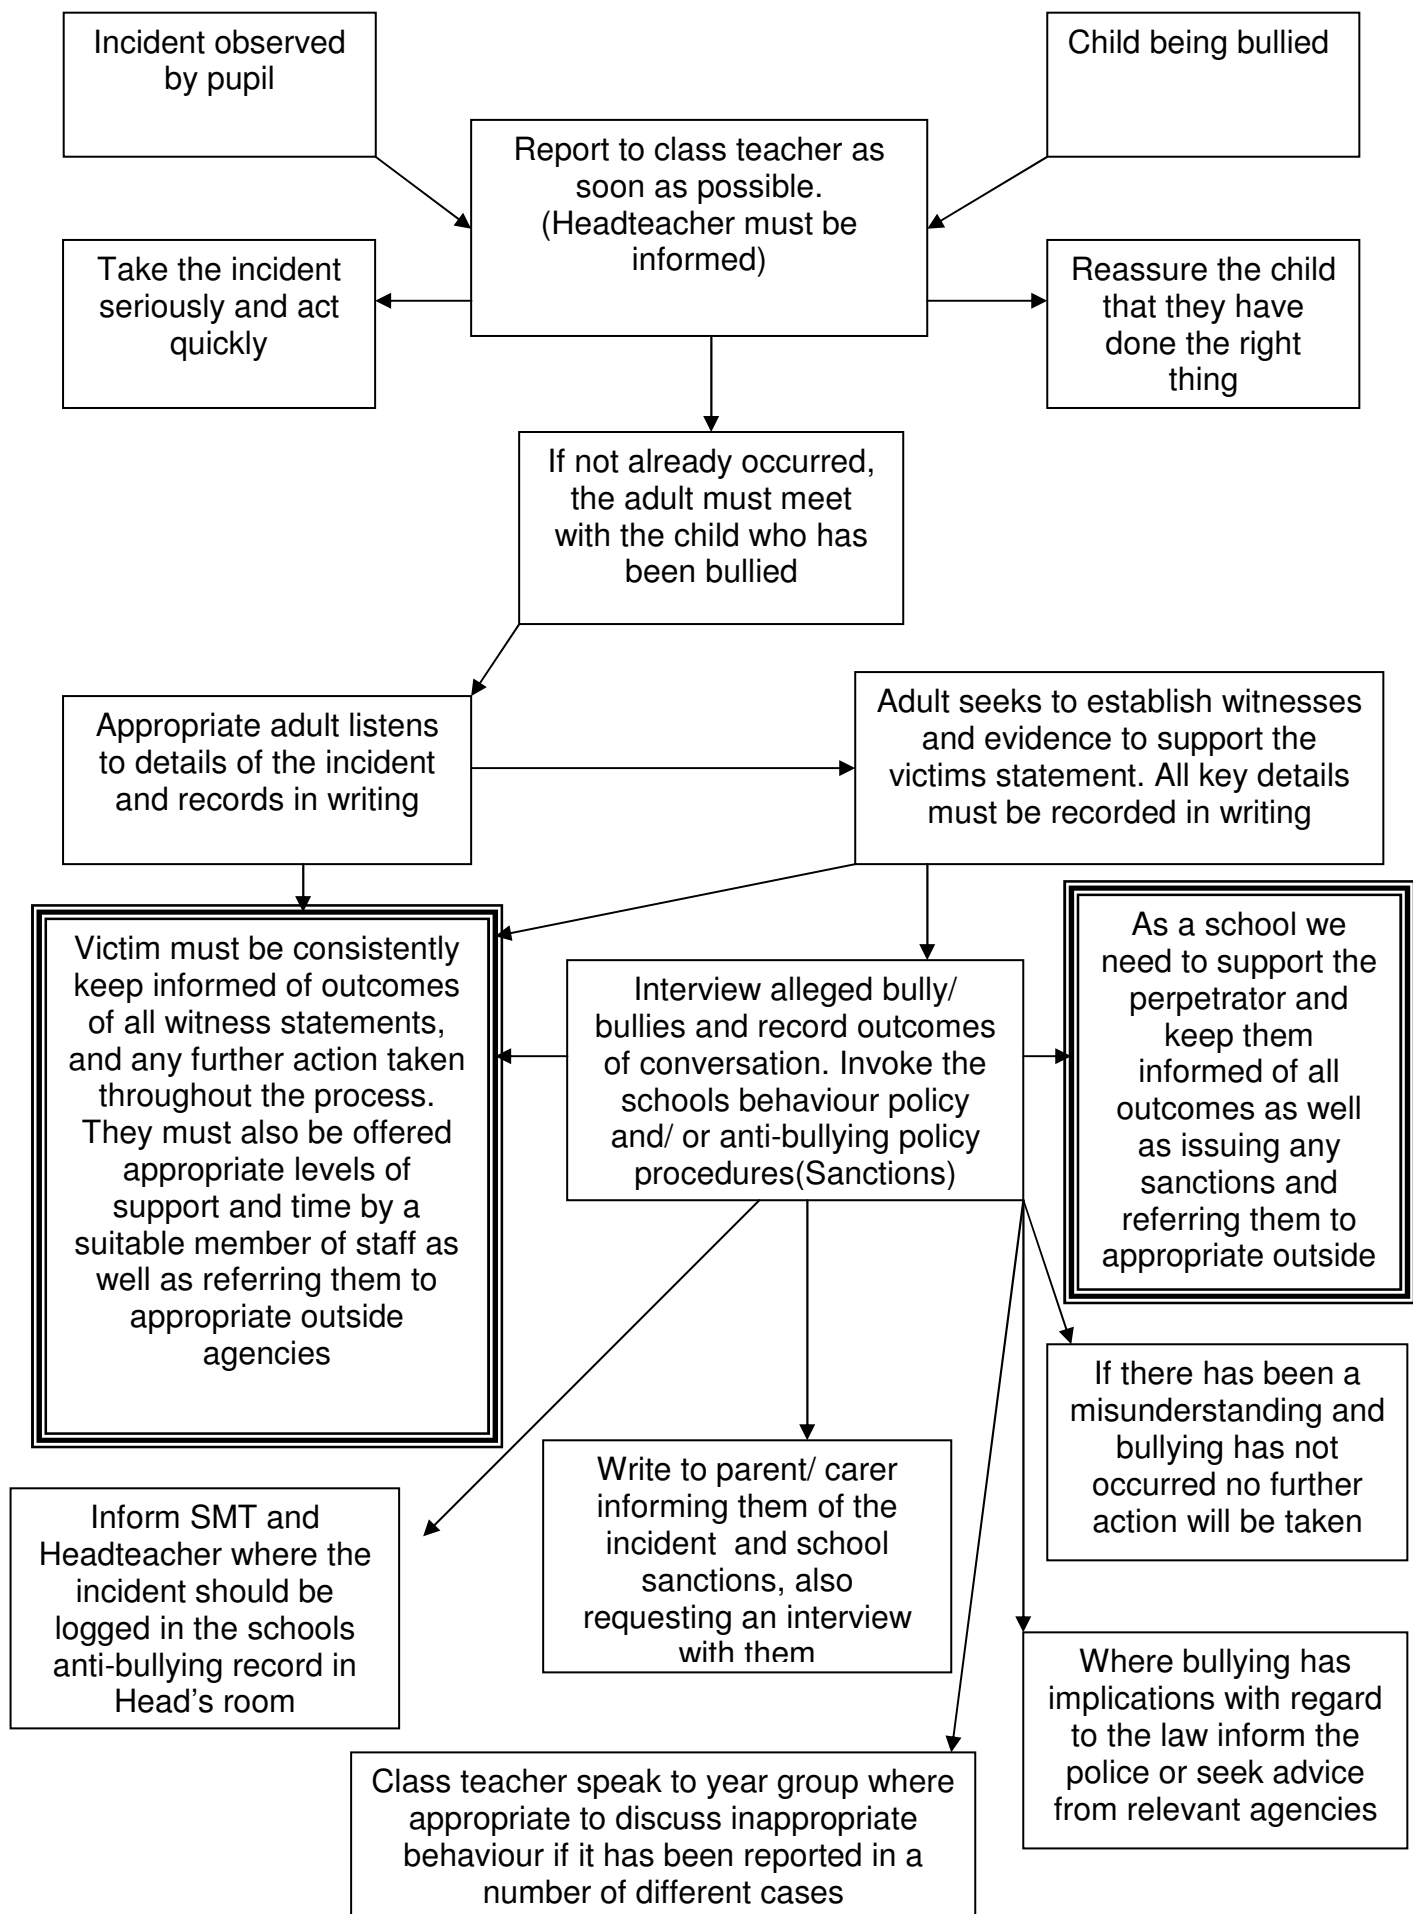 Incident observed
by pupil
Child being bullied
Report to class teacher as
soon as possible.
(Headteacher must be
informed)
Take the incident
seriously and act
quickly
Reassure the child
that they have
done the right
thing
If not already occurred,
the adult must meet
with the child who has
been bullied
Appropriate adult listens
to details of the incident
and records in writing
Adult seeks to establish witnesses
and evidence to support the
victims statement. All key details
must be recorded in writing
Victim must be consistently
keep informed of outcomes
of all witness statements,
and any further action taken
throughout the process.
They must also be offered
appropriate levels of
support and time by a
suitable member of staff as
well as referring them to
appropriate outside
agencies
Interview alleged bully/
bullies and record outcomes
of conversation. Invoke the
schools behaviour policy
and/ or anti-bullying policy
procedures(Sanctions)
As a school we
need to support the
perpetrator and
keep them
informed of all
outcomes as well
as issuing any
sanctions and
referring them to
appropriate outside
If there has been a
misunderstanding and
bullying has not
occurred no further
action will be taken
Inform SMT and
Headteacher where the
incident should be
logged in the schools
anti-bullying record in
Head's room
Write to parent/ carer
informing them of the
incident  and school
sanctions, also
requesting an interview
with them
Where bullying has
implications with regard
to the law inform the
police or seek advice
from relevant agencies
Class teacher speak to year group where
appropriate to discuss inappropriate
behaviour if it has been reported in a
number of different cases